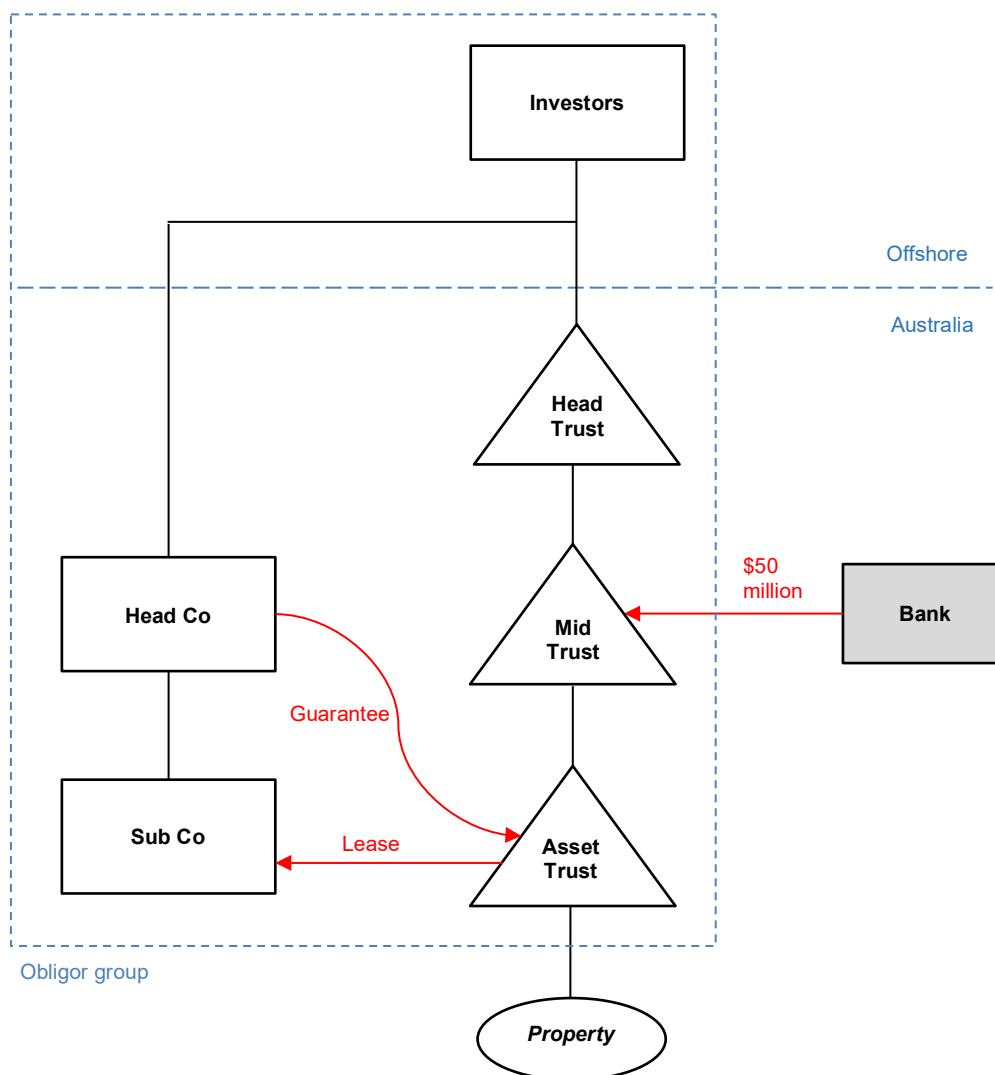 Investors
Offshore
Australia
Head
Trust
$50
million
Head Co
Mid
Trust
Bank
Guarantee
Sub Co
Lease
Asset
Trust
Obligor group
Property